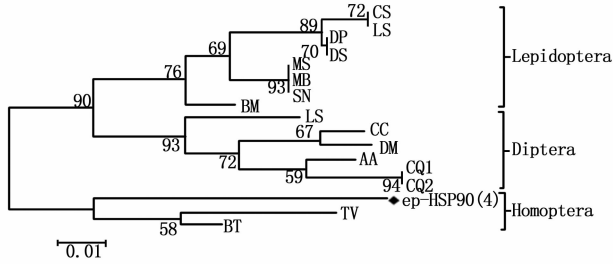 72 CS
LS
89
DP
70 DS
69
MS
MB
93 SN
Lepidoptera
76
BM
90
LS
93
CC
67
DM
72
AA
59
CQ1
94 CQ2
Diptera
ep-HSP90(4)
TV
58
BT
Homoptera
0.01